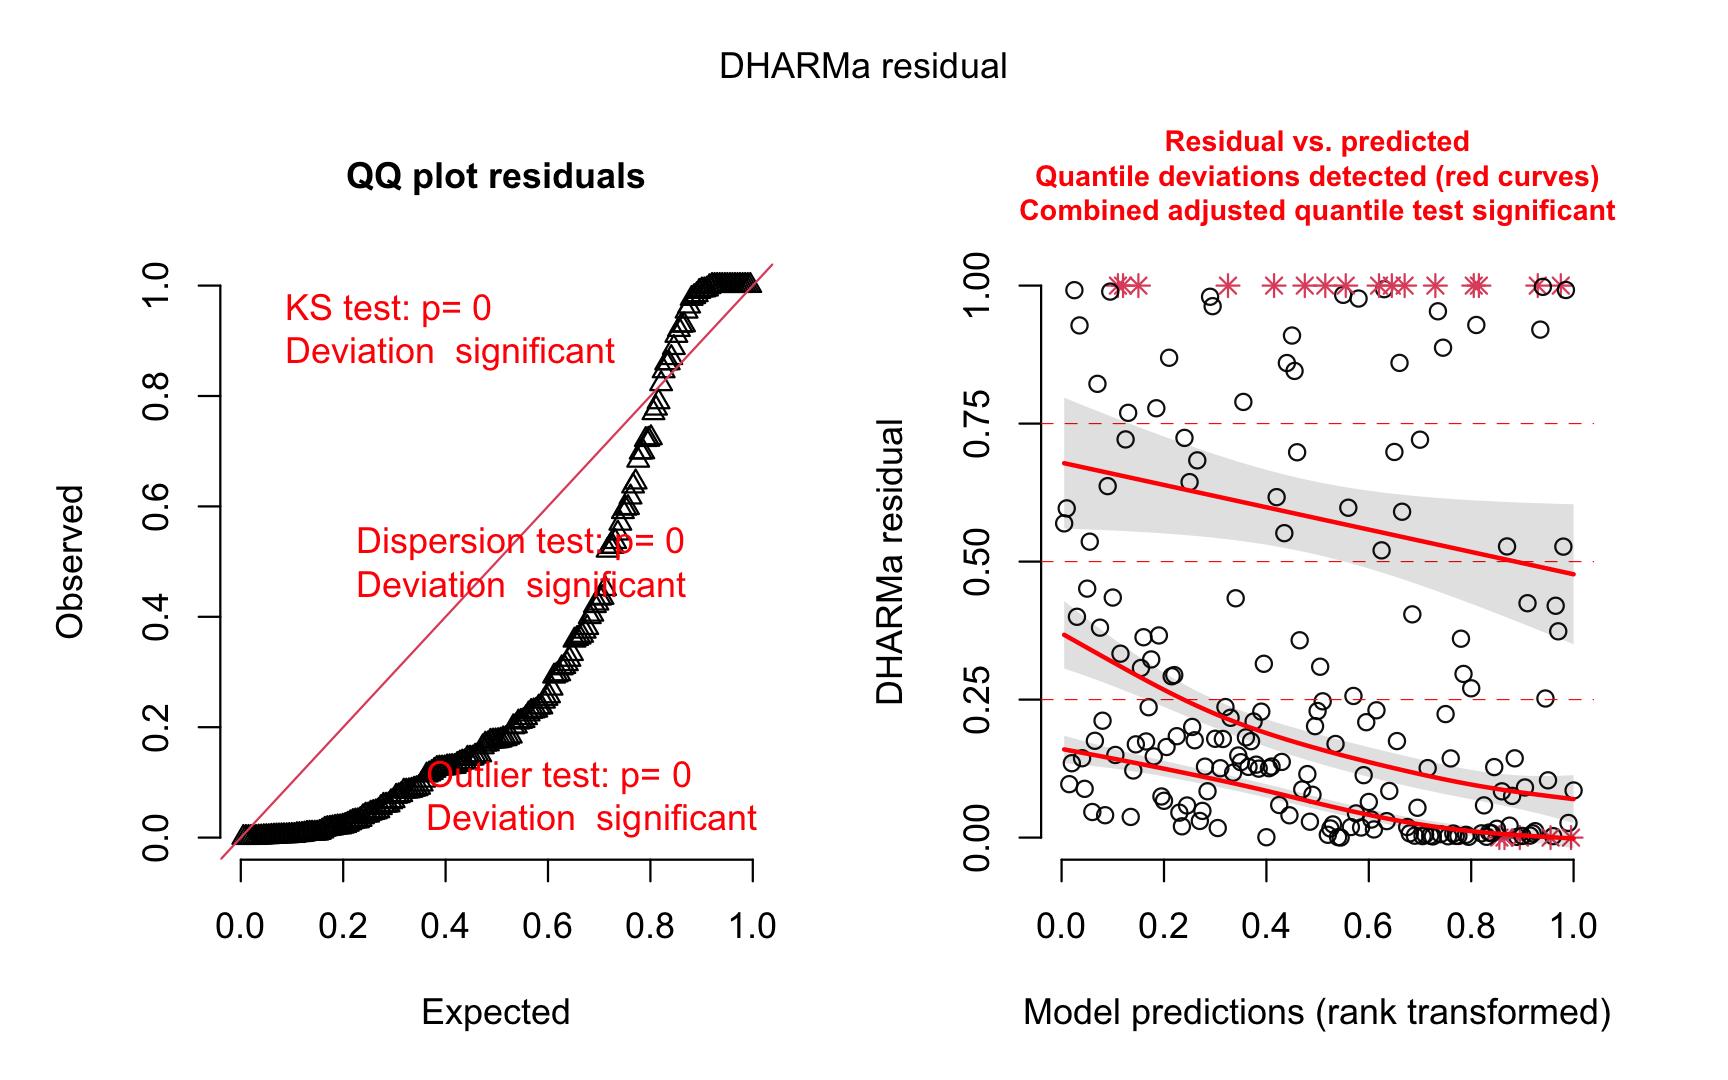 DHARMa residual
QQ plot residuals
KS test: p= 0
Deviation  significant
Dispersion test: p= 0
Deviation  significant
Outlier test: p= 0
Deviation  significant
Observed
1.0
0.8
0.6
0.4
0.2
0.0
0.0 0.2 0.4 0.6 0.8 1.0
Expected
Residual vs. predicted
Quantile deviations detected (red curves)
Combined adjusted quantile test significant
DHARMa residual
1.00
0.75
0.50
0.25
0.00
0.0 0.2 0.4 0.6 0.8 1.0
Model predictions (rank transformed)